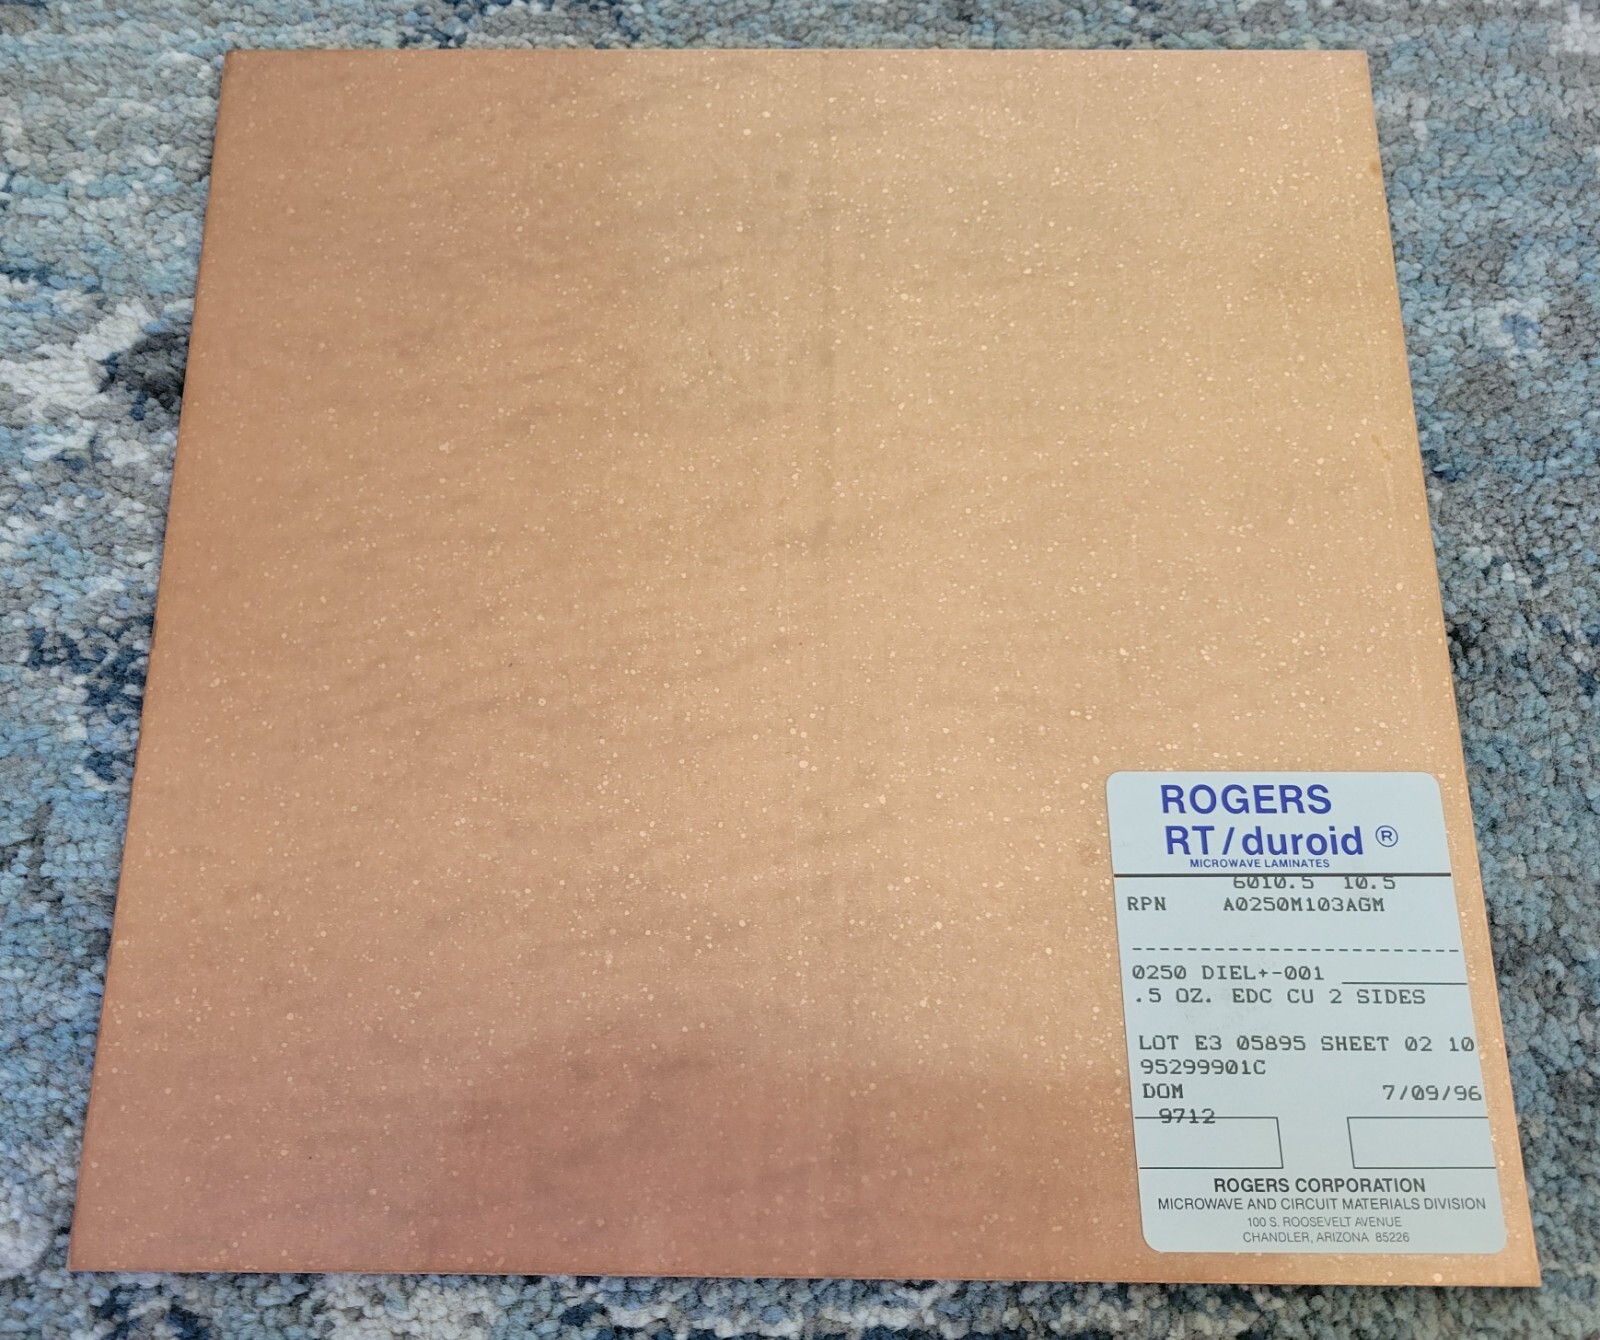 ROGERS
RT/duroid ®
MICROWAVE LAMINATES
6010.5 10.5
RPN A0250M103AGM
0250 DIEL+-001
.5 OZ. EDC CU 2 SIDES
LOT E3 05895 SHEET 02 10
95299901C
DOM 7/09/96
9712
ROGERS CORPORATION
MICROWAVE AND CIRCUIT MATERIALS DIVISION
100 S. ROOSEVELT AVENUE
CHANDLER, ARIZONA 85226